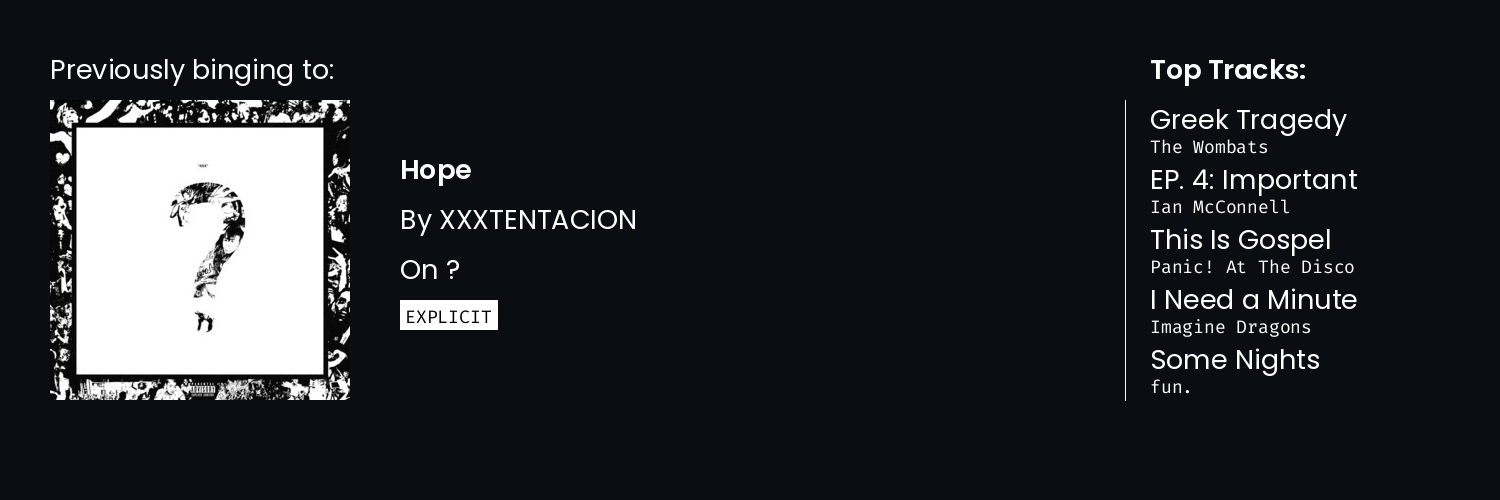 Previously binging to:
Hope
By XXXTENTACION
On ?
EXPLICIT
Top Tracks:
Greek Tragedy
The Wombats
EP. 4: Important
Ian McConnell
This Is Gospel
Panic! At The Disco
I Need a Minute
Imagine Dragons
Some Nights
fun.